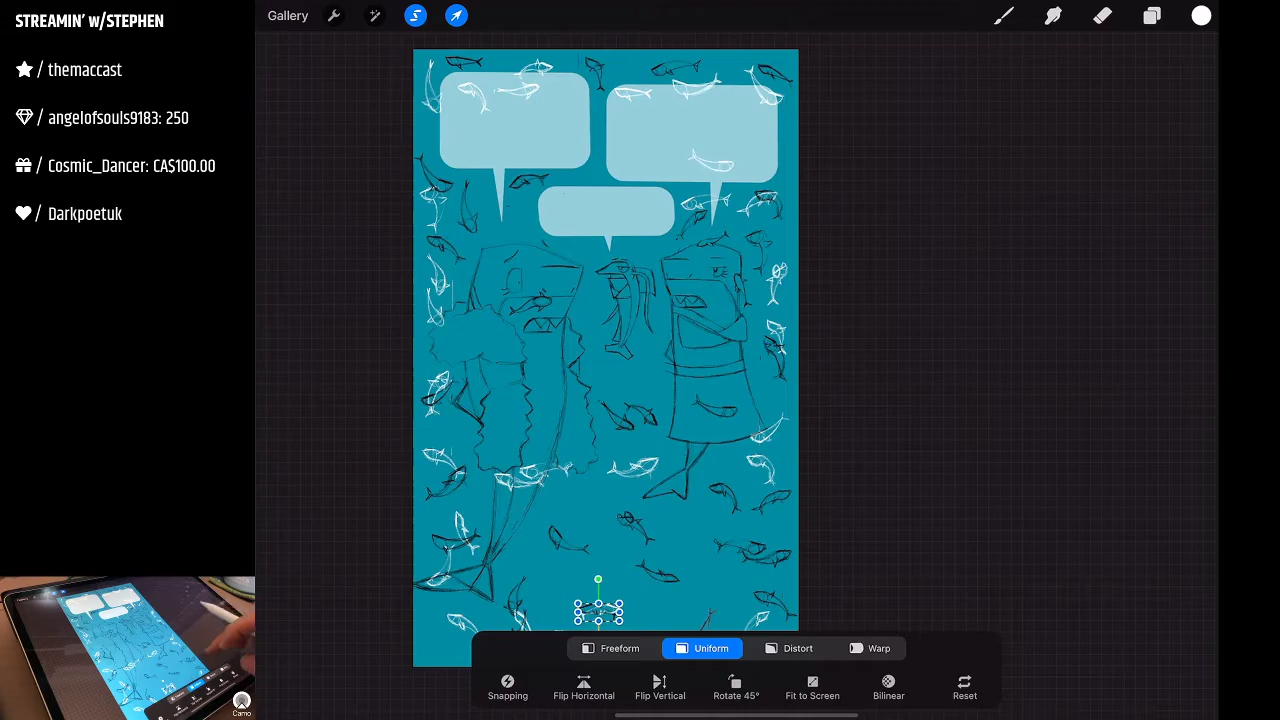 STREAMIN' w/STEPHEN
/ themaccast
/ angelofsouls9183: 250
/ Cosmic_Dancer: CA$100.00
/ Darkpoetuk
Gallery
Freeform
Uniform
Distort
Warp
Snapping
Flip Horizontal
Flip Vertical
Rotate 45°
Fit to Screen
Bilinear
Reset
Camo